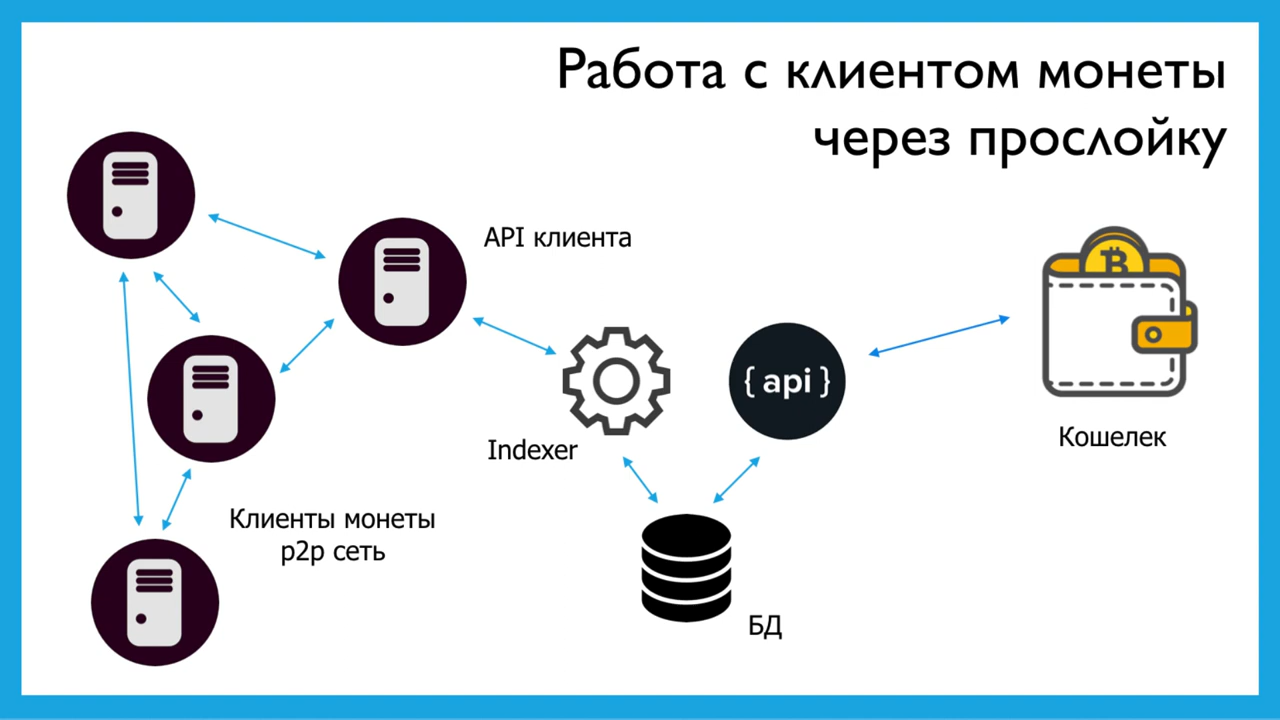 Работа с клиентом монеты
через прослойку
API клиента
Indexer
{ api }
Кошелек
Клиенты монеты
p2p сеть
БД